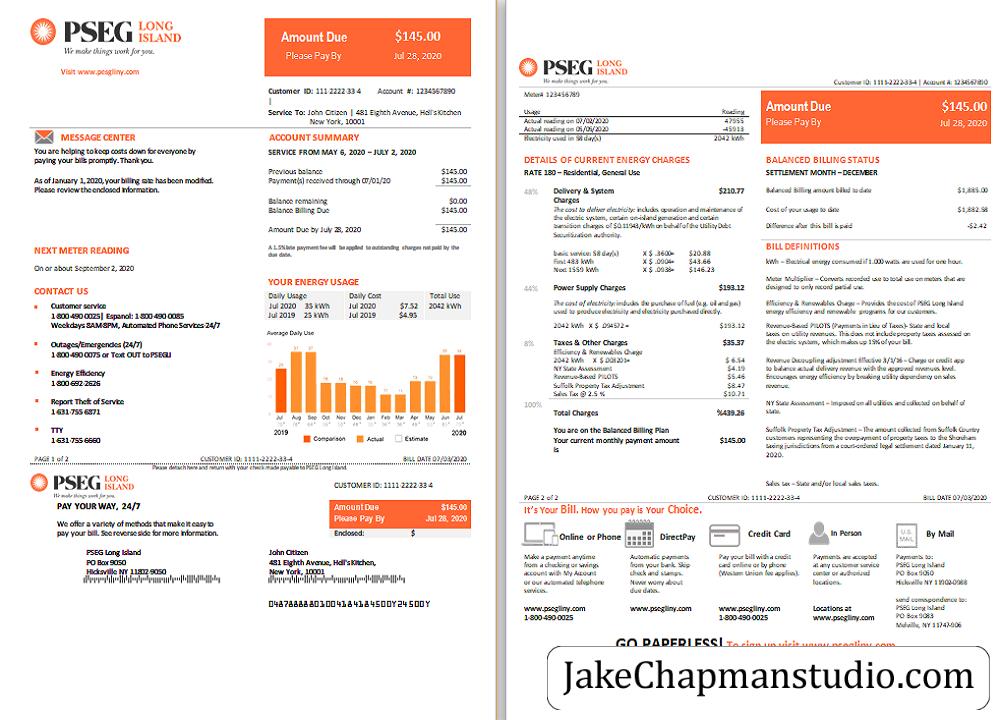 PSEG LONG ISLAND
We make things work for you.
Visit www.psegliny.com
Amount Due $145.00
Please Pay By Jul 28, 2020
Customer ID: 1111-2222 33 4 Account #: 1234567890
|
Service To: John Citizen | 481 Eighth Avenue, Hell'sKitchen
New York, 10001
MESSAGE CENTER
You are helping to keep costs down for everyone by
paying your bills promptly. Thank you.
As of January 1, 2020, your billing rate has been modified.
Please review the enclosed information.
NEXT METER READING
On or about September 2, 2020
CONTACT US
Customer service
1 800 490 0025| Espanol: 1 800 490 0085
Weekdays 8AM-8PM, Automated Phone Services-24/7
Outages/Emergencies (24/7)
1 800 490 0075 or Text OUT to PSEGLI
Energy Efficiency
1 800 692-2626
Report Theft of Service
1 631-755 6871
TTY
1 631-755 6660
ACCOUNT SUMMARY
SERVICE FROM MAY 6, 2020 – JULY 2, 2020
Previous balance $145.00
Payment(s) received through 07/01/20 $145.00
Balance remaining $0.00
Balance Billing Due $145.00
Amount Due by July 28, 2020 $145.00
A 1.5% late payment fee will be applied to outstanding charges not paid by the
due date.
YOUR ENERGY USAGE
Daily Usage Daily Cost Total Use
Jul 2020 35 kWh $7.52 2042 kWh
Jul 2019 25 kWh $4.95
Average Daily Use
Jul Aug Sep Oct Nov Dec Jan Feb Mar Apr May Jun Jul
2019 2020
Comparison Actual Estimate
PAGE 1 of 2 CUSTOMER ID: 1111-2222-33-4 BILL DATE 07/03/2020
Please detach here and return with your check made payable to PSEG Long Island.
PSEG LONG ISLAND
We make things work for you.
CUSTOMER ID: 1111 2222 33 4
PAY YOUR WAY, 24/7
We offer a variety of methods that make it easy to
pay your bill. See reverse side for more information.
Amount Due $145.00
Please Pay By Jul 28, 2020
Enclosed: $
PSEG Long Island
PO Box 9050
Hicksville NY 11802-9050
John Citizen
481 Eighth Avenue, Hell's Kitchen,
New York, 10001
PSEG LONG ISLAND
We make things work for you.
Customer ID: 1111-2222-33-4 | Account #: 1234567890
Meter# 123456789
Usage Reading
Actual reading on 07/02/2020 47955
Actual reading on 05/05/2020 -45913
Electricity used in 58 day(s) 2042 kWh
Amount Due $145.00
Please Pay By Jul 28, 2020
DETAILS OF CURRENT ENERGY CHARGES
RATE 180 – Residential, General Use
48% Delivery & System $210.77
Charges
The cost to deliver electricity: includes operation and maintenance of
the electric system, certain on-island generation and certain
transition charges of $0.11943/kWh on behalf of the Utility Debt
Securitization authority.
basic service: 58 day(s) X $ .3600= $20.88
First 483 kWh X $ .0904= $43.66
Next 1559 kWh X $ .0938= $146.23
44% Power Supply Charges $193.12
The cost of electricity: includes the purchase of fuel (e.g. oil and gas)
used to produce electricity and electricity purchased directly.
2042 kWh X $ .094572= $193.12
8% Taxes & Other Charges $35.37
Efficiency & Renewables Charge
2042 kWh X $ .003201= $ 6.54
NY State Assessment $4.19
Revenue-Based PILOTS $5.46
Suffolk Property Tax Adjustment $8.47
Sales Tax @ 2.5 % $10.71
100% Total Charges %439.26
You are on the Balanced Billing Plan
Your current monthly payment amount $145.00
is
BALANCED BILLING STATUS
SETTLEMENT MONTH – DECEMBER
Balanced Billing amount billed to date $1,885.00
Cost of your usage to date $1,882.58
Difference after this bill is paid -$2.42
BILL DEFINITIONS
kWh – Electrical energy consumed if 1.000 watts are used for one hour.
Meter Multiplier – Converts recorded use to total use on meters that are
designed to only record partial use.
Efficiency & Renewables Charge – Provides the cost of PSEG Long Island
energy efficiency and renewable programs for our customers.
Revenue-Based PILOTS (Payments in Lieu of Taxes)- State and local
taxes on utility revenues. This does not include property taxes assessed on
the electric system, which makes up 15% of your bill.
Revenue Decoupling adjustment Effective 3/1/16 – Charge or credit app
to balance actual delivery revenue with the approved revenues level.
Encourages energy efficiency by breaking utility dependency on sales
revenue.
NY State Assessment – Imposed on all utilities and collected on behalf of
state.
Suffolk Property Tax Adjustment – The amount collected from Suffolk County
customers representing the overpayment of property taxes to the Shoreham
taxing jurisdictions from a court-ordered legal settlement dated January 11,
2020.
Sales tax – State and/or local sales taxes.
PAGE 2 of 2 CUSTOMER ID: 1111-2222-33-4 BILL DATE 07/03/2020
It's Your Bill. How you pay is Your Choice.
Online or Phone
Make a payment anytime
from a checking or savings
account with My Account
or our automated telephone
services.
www.psegliny.com
1-800-490-0025
DirectPay
Automatic payments
from your bank. Skip
check and stamps.
Never worry about
due dates.
www.psegliny.com
Credit Card
Pay your bill with a credit
card online or by phone
(Western Union fee applies).
www.psegliny.com
1-800-490-0025
In Person
Payments are accepted
at any customer service
center or authorized
locations.
Locations at
www.psegliny.com
U.S.
MAIL
By Mail
Payments to:
PSEG Long Island
PO Box 9050
Hicksville NY 11802-0988
send correspondence to:
PSEG Long Island
PO Box 9083
Melville, NY 11747-906
GO PAPERLESS! To sign up visit www.psegliny.com
JakeChapmanstudio.com